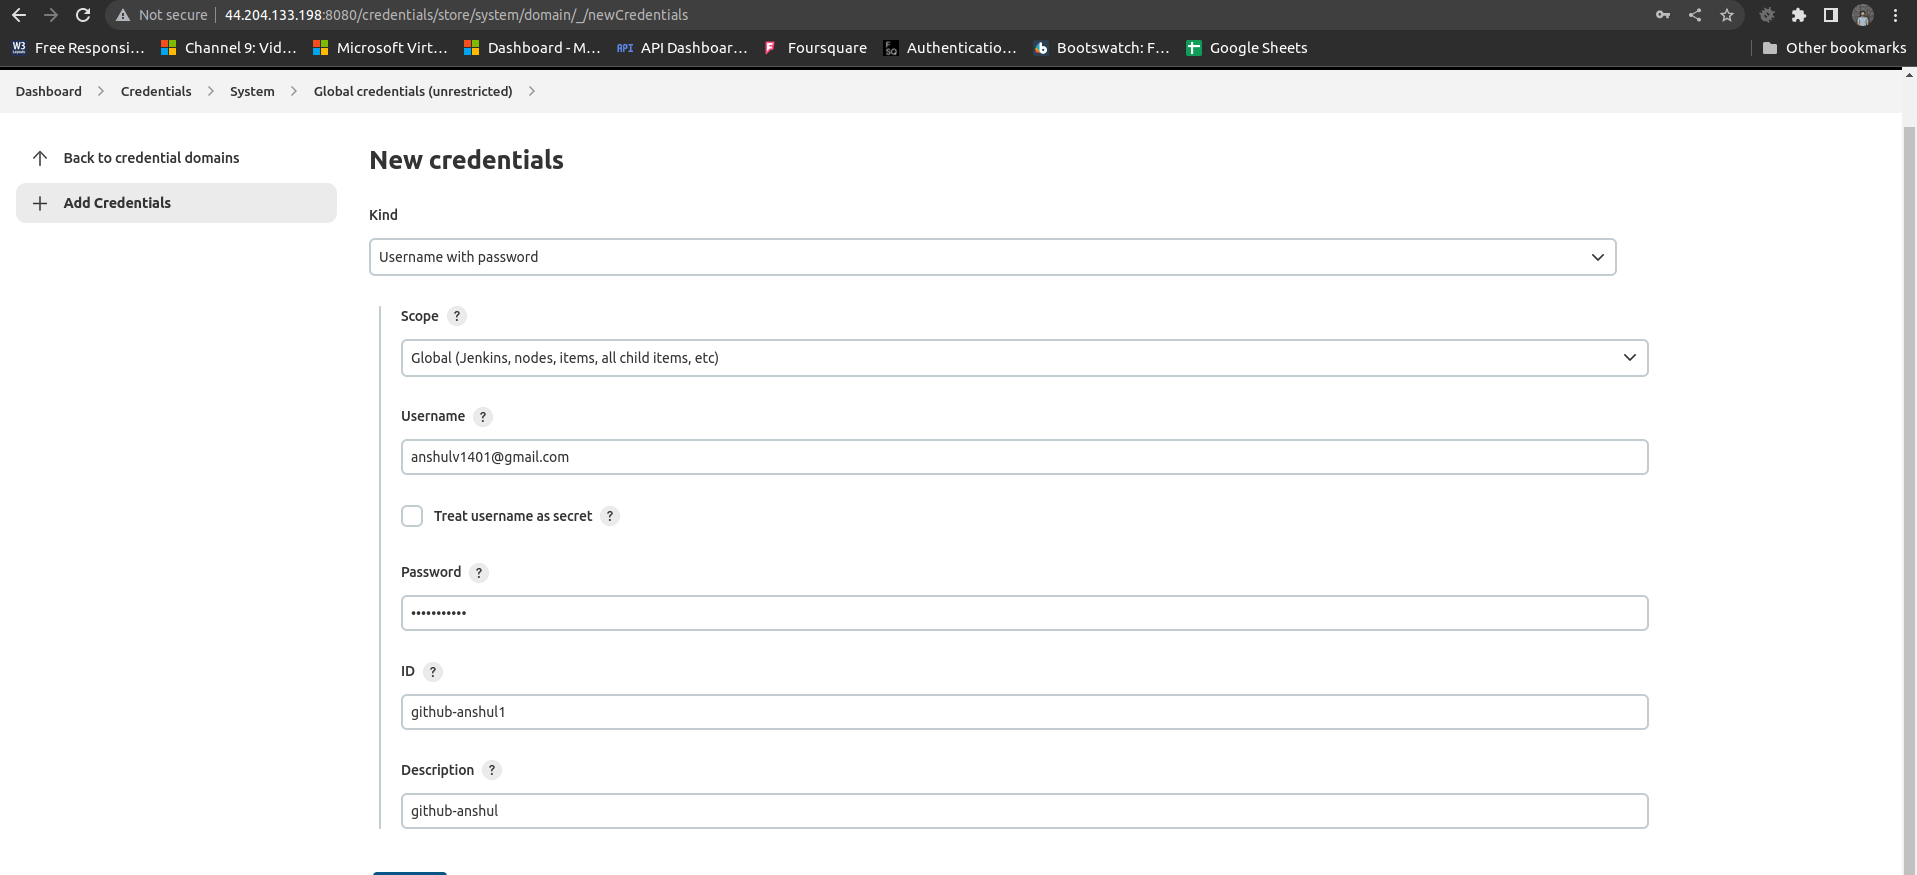 Not secure | 44.204.133.198:8080/credentials/store/system/domain/_/newCredentials
W3 Free Responsi... Channel 9: Vid... Microsoft Virt... Dashboard - M... API API Dashboar... Foursquare FSQ Authenticatio... Bootswatch: F... Google Sheets Other bookmarks
Dashboard > Credentials > System > Global credentials (unrestricted) >
Back to credential domains
Add Credentials
New credentials
Kind
Username with password
Scope ?
Global (Jenkins, nodes, items, all child items, etc)
Username ?
anshulv1401@gmail.com
Treat username as secret ?
Password ?
•••••••••••
ID ?
github-anshul1
Description ?
github-anshul